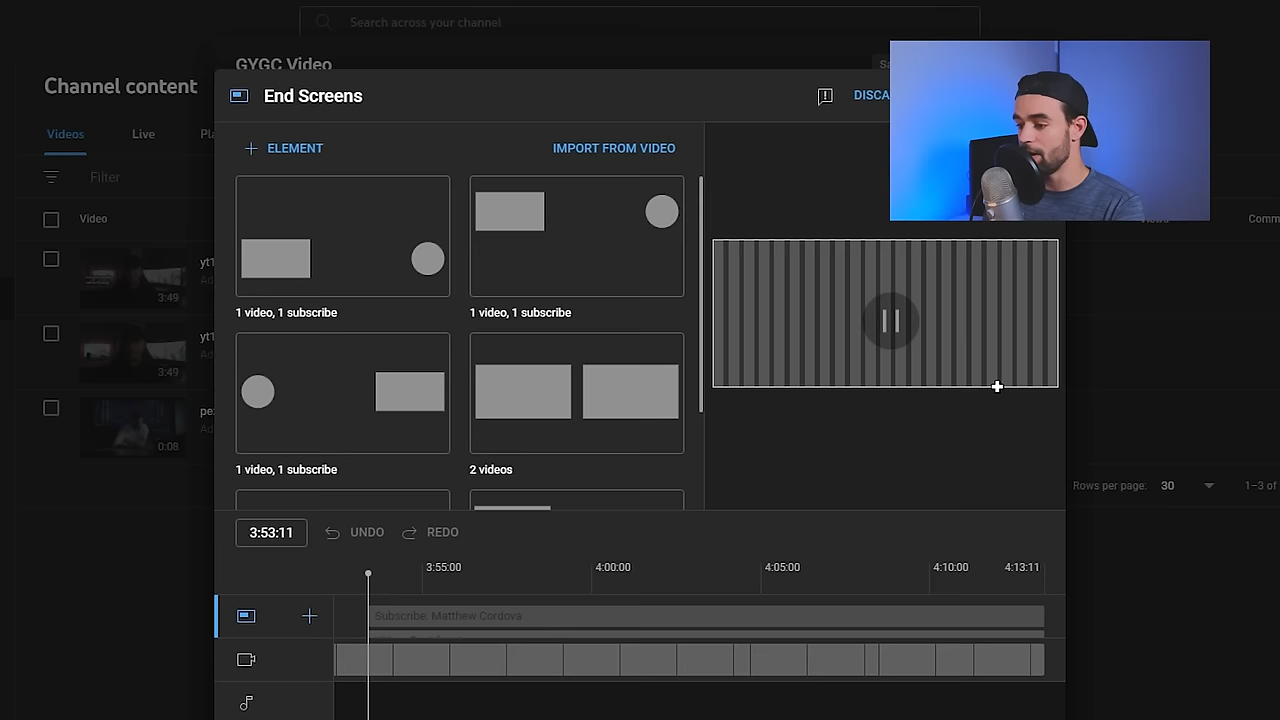 Search across your channel
GYGC Video
Channel content
End Screens
DISCA
Videos
Live
ELEMENT
IMPORT FROM VIDEO
Filter
Video
Comm
3:49
1 video, 1 subscribe
1 video, 1 subscribe
3:49
0:08
1 video, 1 subscribe
2 videos
Rows per page:
30
1–3 of
3:53:11
UNDO
REDO
3:55:00
4:00:00
4:05:00
4:10:00
4:13:11
Subscribe: Matthew Cordova